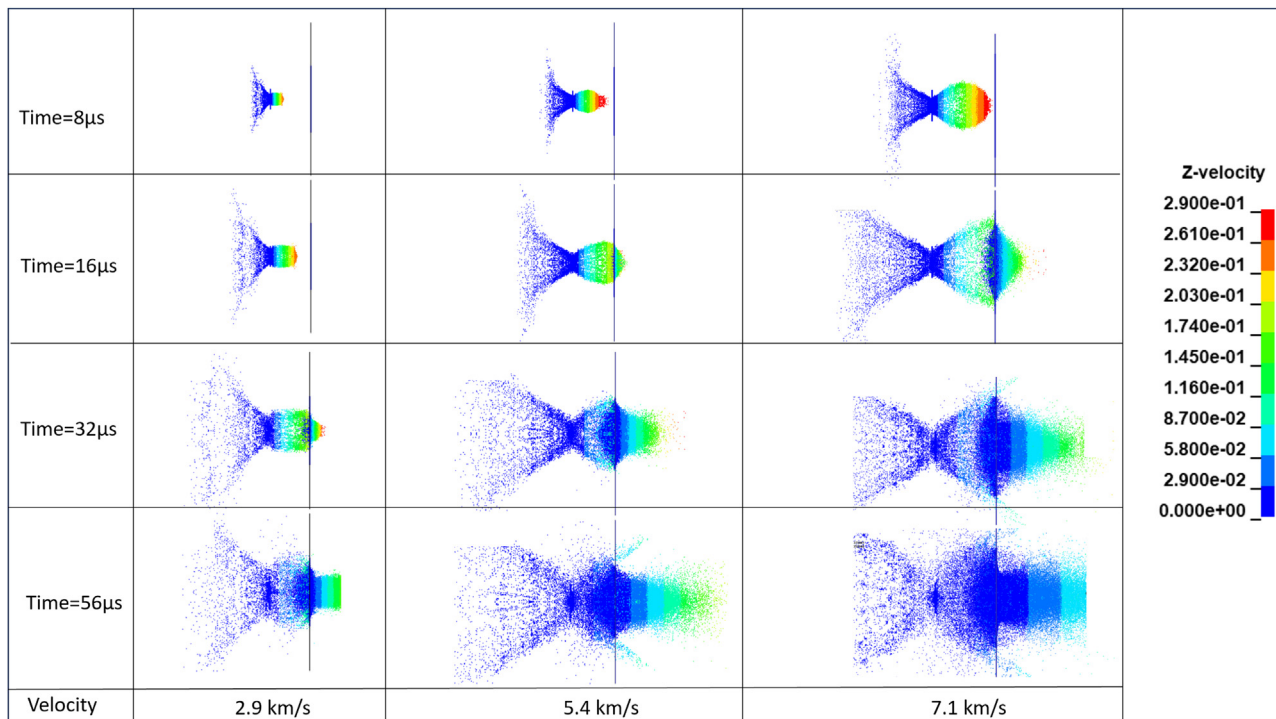 Time=8µs
Time=16µs
Time=32µs
Time=56µs
Velocity
2.9 km/s
5.4 km/s
7.1 km/s
Z-velocity
2.900e-01
2.610e-01
2.320e-01
2.030e-01
1.740e-01
1.450e-01
1.160e-01
8.700e-02
5.800e-02
2.900e-02
0.000e+00